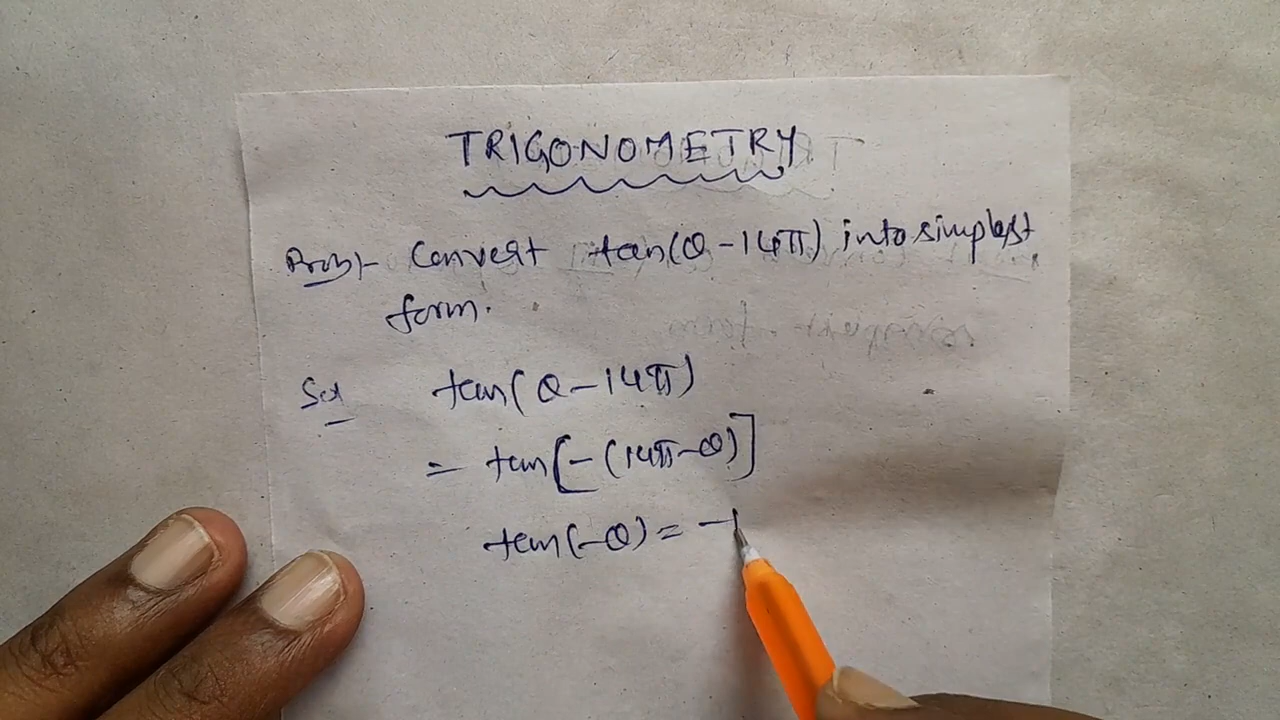 TRIGONOMETRY
Prob:- Convert tan(θ-14π) into simplest
form.
Sol tan(θ-14π)
= tan[-(14π-θ)]
tan(-θ) = -